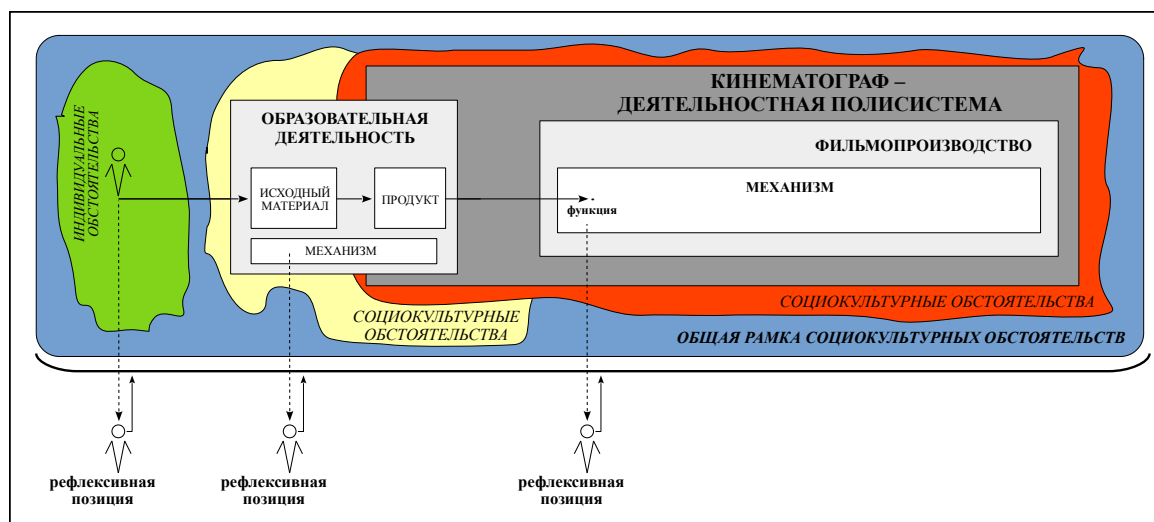 КИНЕМАТОГРАФ –
ДЕЯТЕЛЬНОСТНАЯ ПОЛИСИСТЕМА
ОБРАЗОВАТЕЛЬНАЯ
ДЕЯТЕЛЬНОСТЬ
ФИЛЬМОПРОИЗВОДСТВО
ИНДИВИДУАЛЬНЫЕ
ОБСТОЯТЕЛЬСТВА
ИСХОДНЫЙ
МАТЕРИАЛ
ПРОДУКТ
МЕХАНИЗМ
функция
МЕХАНИЗМ
СОЦИОКУЛЬТУРНЫЕ
ОБСТОЯТЕЛЬСТВА
СОЦИОКУЛЬТУРНЫЕ ОБСТОЯТЕЛЬСТВА
ОБЩАЯ РАМКА СОЦИОКУЛЬТУРНЫХ ОБСТОЯТЕЛЬСТВ
рефлексивная
позиция
рефлексивная
позиция
рефлексивная
позиция